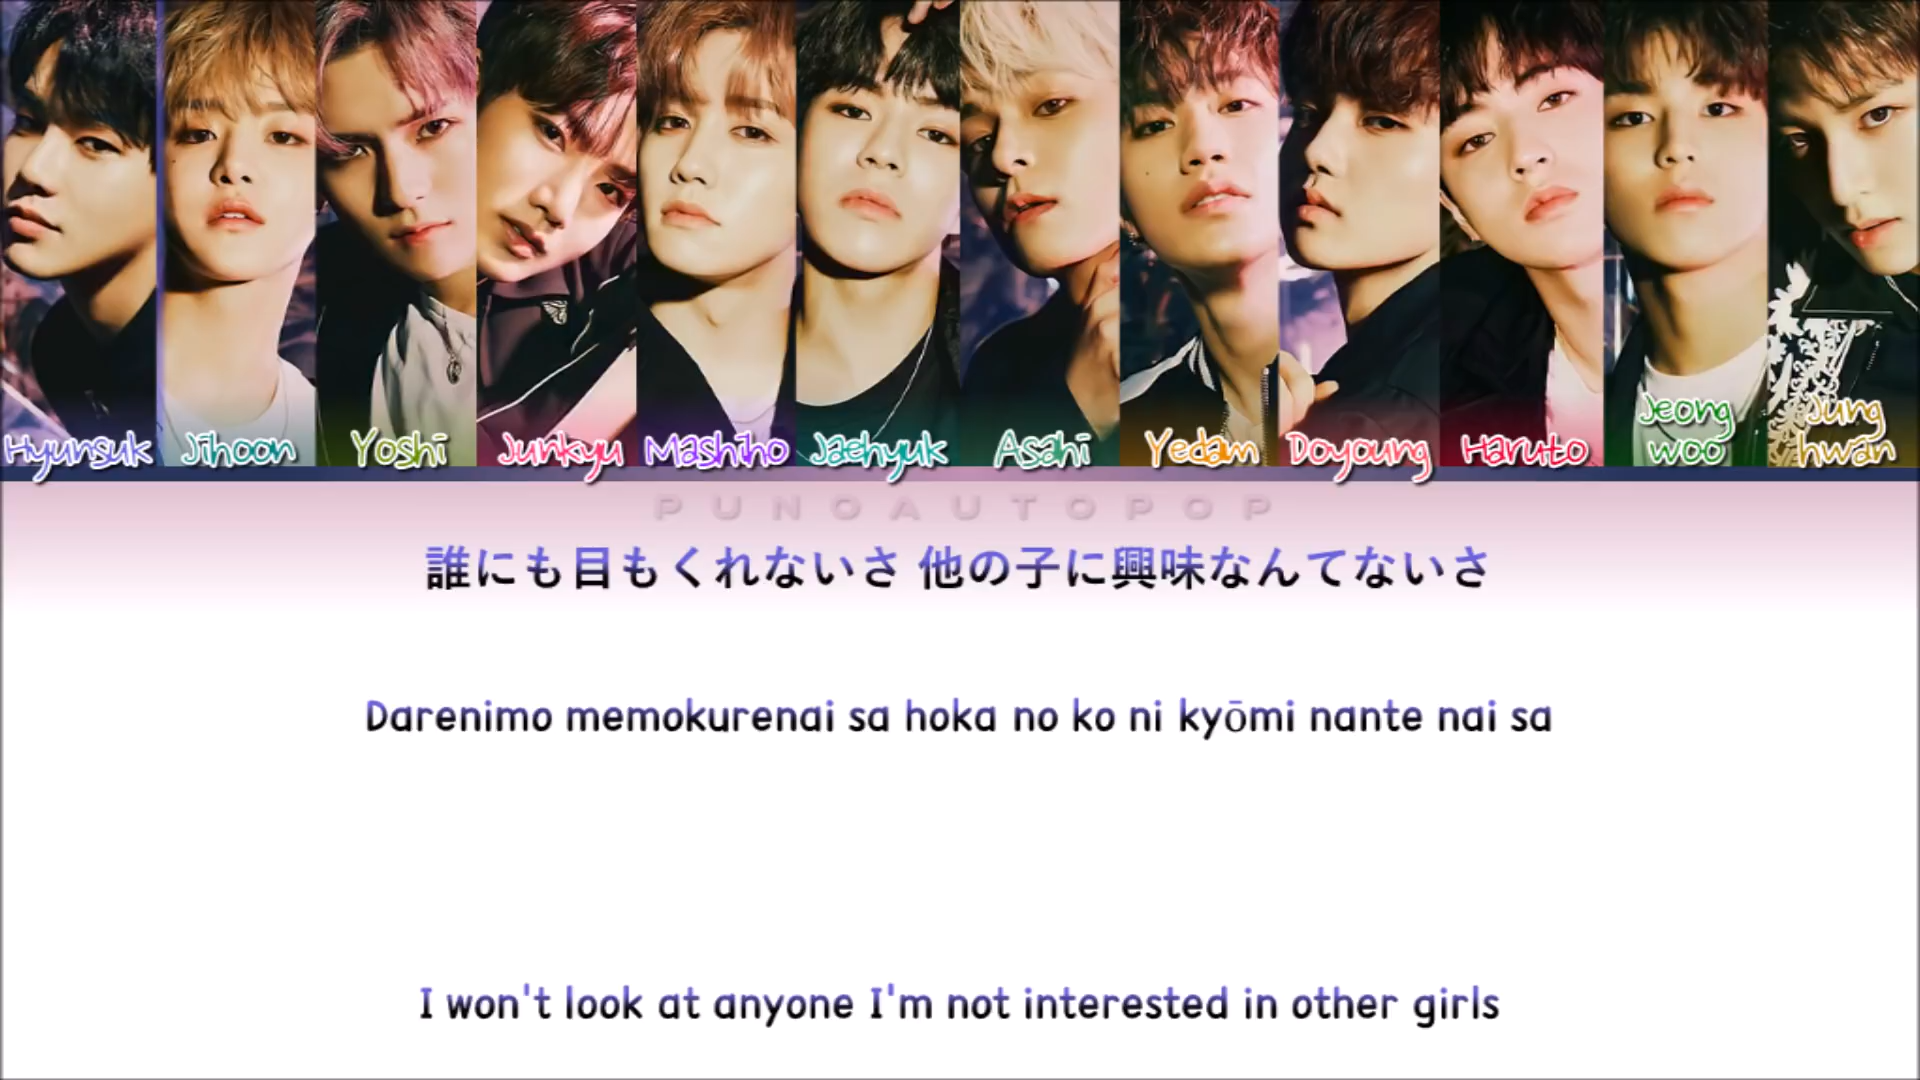 Hyunsuk
Jihoon
Yoshi
Junkyu
Mashiho
Jaehyuk
Asahi
Yedam
Doyoung
Haruto
Jeong
woo
Jung
hwan
PUNOAUTOPOP
誰にも目もくれないさ 他の子に興味なんてないさ
Darenimo memokurenai sa hoka no ko ni kyōmi nante nai sa
I won't look at anyone I'm not interested in other girls